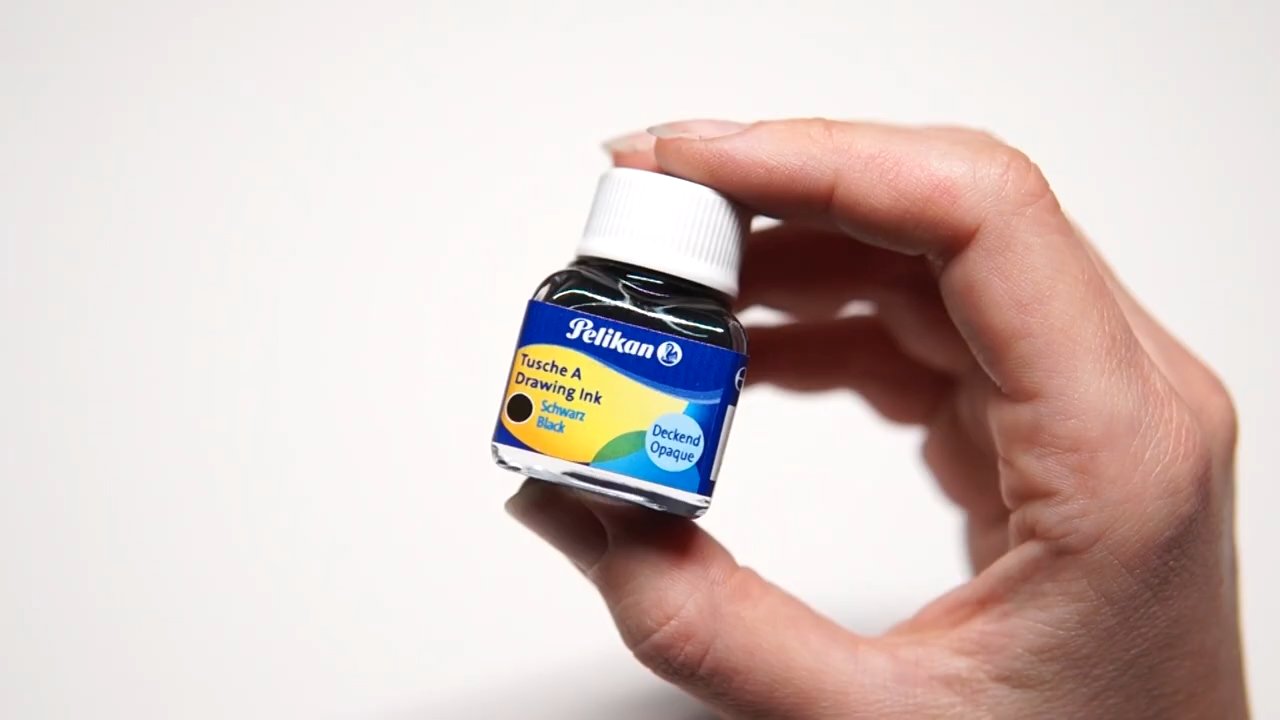 Pelikan
Tusche A
Drawing Ink
Schwarz
Black
Deckend
Opaque